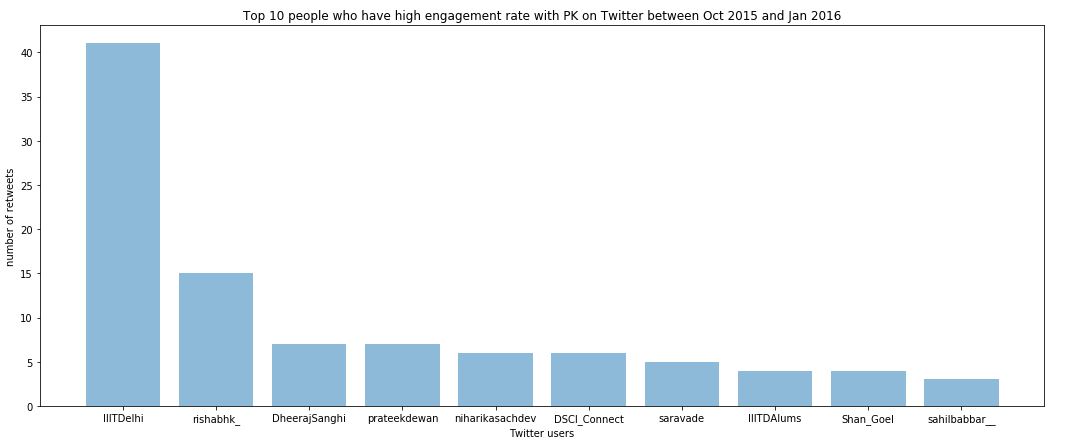 Top 10 people who have high engagement rate with PK on Twitter between Oct 2015 and Jan 2016
number of retweets
40
35
30
25
20
15
10
5
0
IIITDelhi rishabhk_ DheerajSanghi prateekdewan niharikasachdev DSCI_Connect saravade IIITDAlums Shan_Goel sahilbabbar__
Twitter users